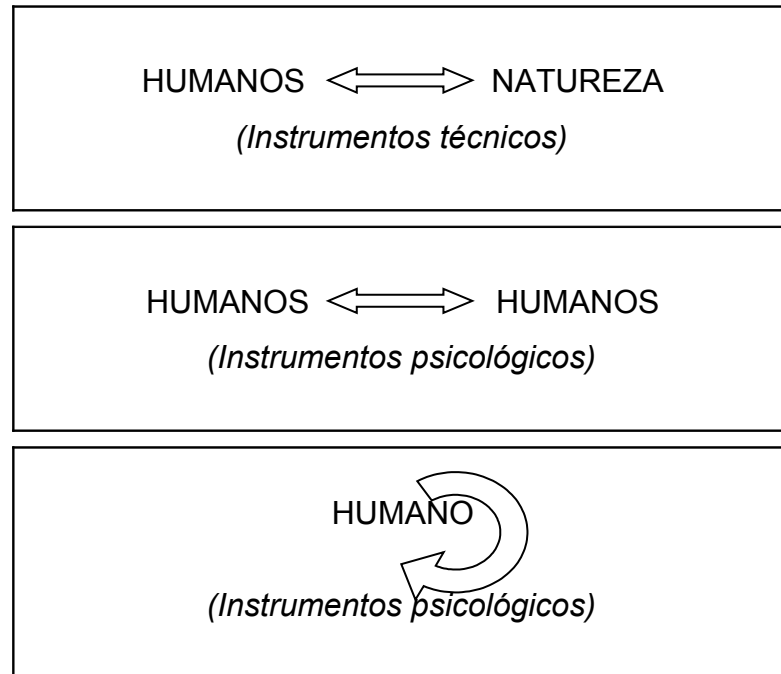 HUMANOS NATUREZA
(Instrumentos técnicos)
HUMANOS HUMANOS
(Instrumentos psicológicos)
HUMANO
(Instrumentos psicológicos)